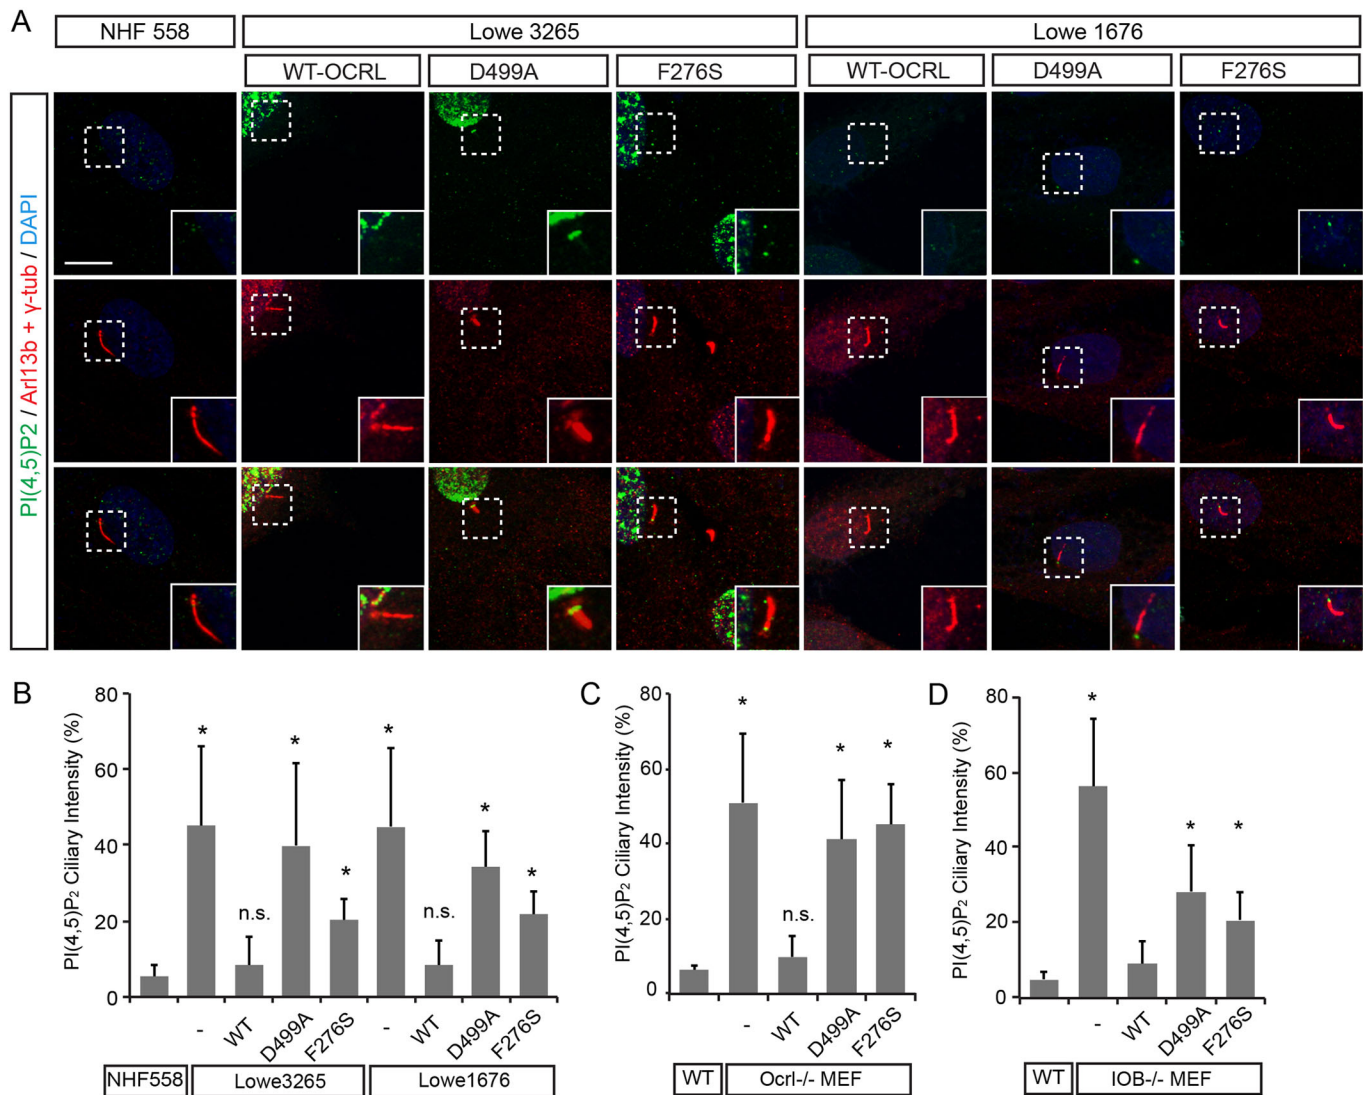 A
NHF 558
Lowe 3265
Lowe 1676
WT-OCRL
D499A
F276S
WT-OCRL
D499A
F276S
PI(4,5)P2 / Arl13b + γ-tub / DAPI
B
PI(4,5)P₂ Ciliary Intensity (%)
80
60
40
20
0
*
n.s.
*
*
*
n.s.
*
*
-
WT
D499A
F276S
-
WT
D499A
F276S
NHF558
Lowe3265
Lowe1676
C
PI(4,5)P₂ Ciliary Intensity (%)
80
60
40
20
0
*
n.s.
*
*
-
WT
D499A
F276S
WT
Ocrl-/- MEF
D
PI(4,5)P₂ Ciliary Intensity (%)
80
60
40
20
0
*
*
*
-
WT
D499A
F276S
WT
IOB-/- MEF